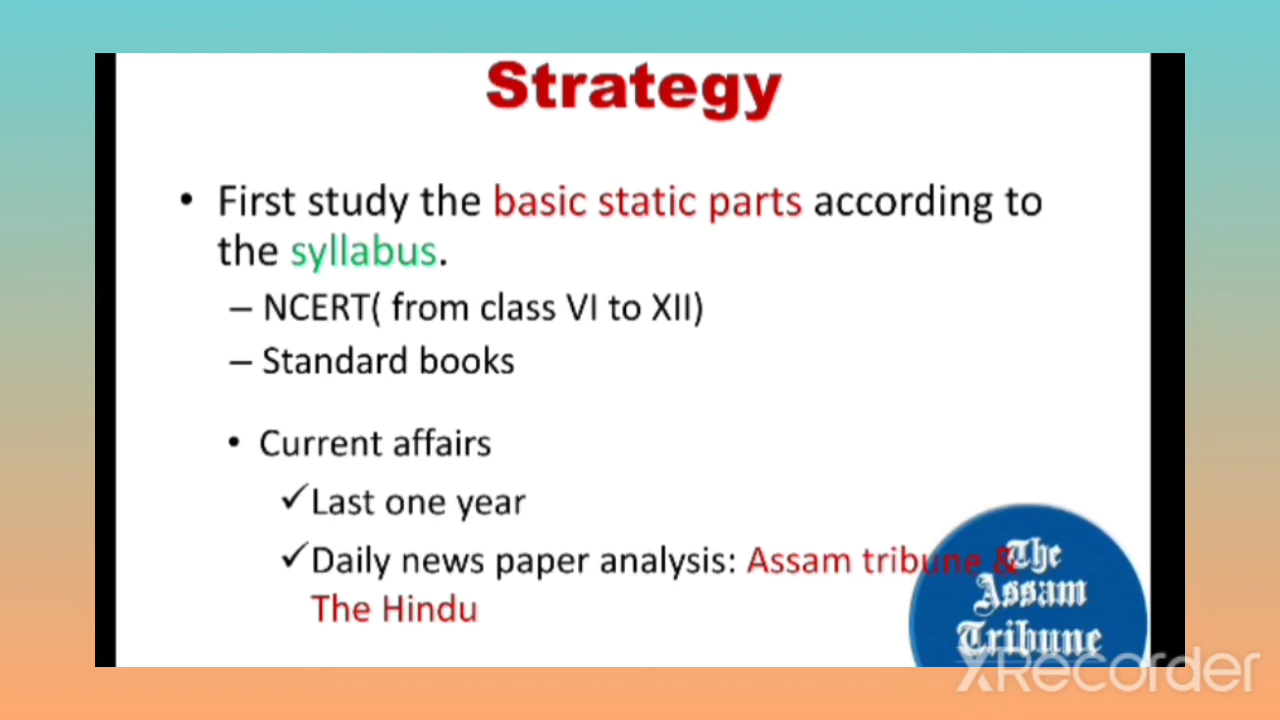 Strategy
• First study the basic static parts according to
the syllabus.
– NCERT( from class VI to XII)
– Standard books
• Current affairs
✓Last one year
✓Daily news paper analysis: Assam tribune &
The Hindu
The
Assam
Tribune
XRecorder